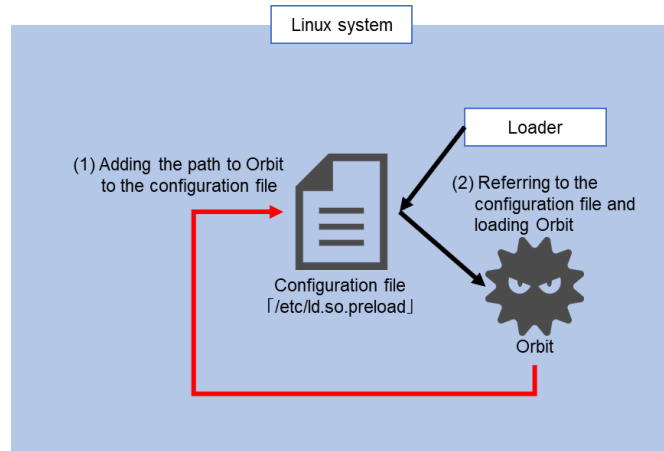 Linux system
Loader
(1) Adding the path to Orbit
to the configuration file
(2) Referring to the
configuration file and
loading Orbit
Configuration file
「/etc/ld.so.preload」
Orbit